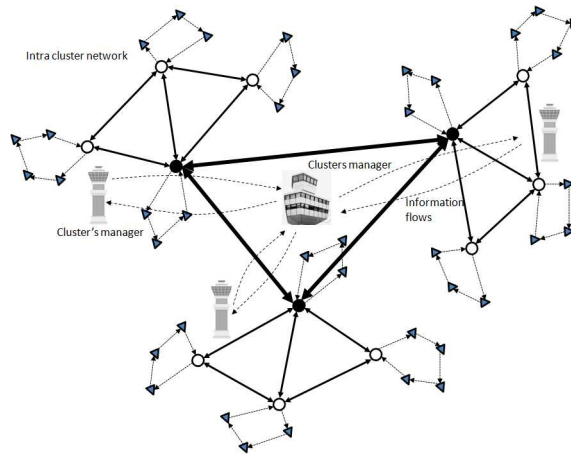 Intra cluster network
Clusters manager
Information
flows
Cluster's manager